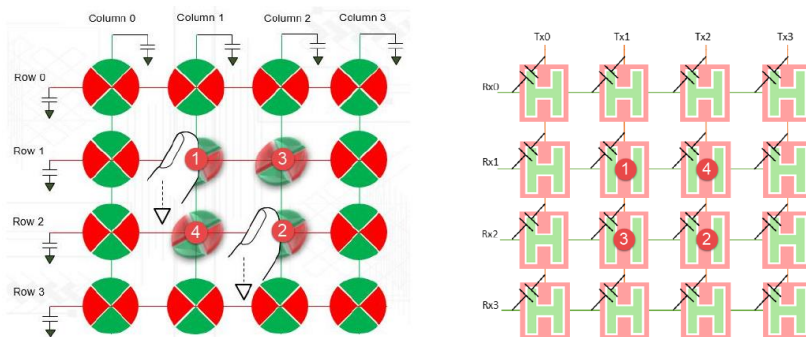 Column 0 Column 1 Column 2 Column 3
Row 0
Row 1
1 3
Row 2
4 2
Row 3
Tx0 Tx1 Tx2 Tx3
Rx0
Rx1
1 4
Rx2
3 2
Rx3